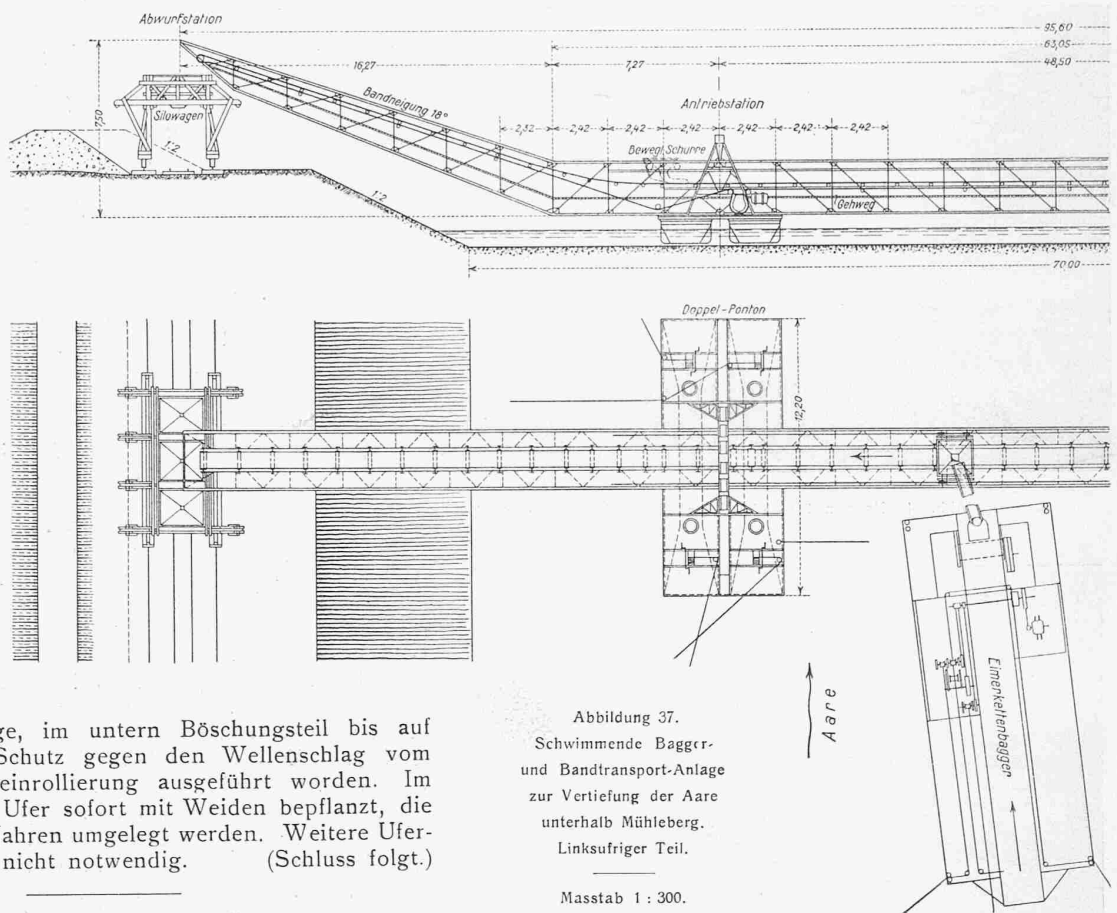 Abwurfstation
95,60
63,05
48,50
16,27
7,27
Bandneigung 18°
Antriebstation
7,50
Silowagen
2,32 2,42 2,42 2,42 2,42 2,42 2,42
Bewegl. Schurre
1:2
1:2
Gehweg
70,00
Doppel-Ponton
12,20
Eimerkettenbagger
Aare
ge, im untern Böschungsteil bis auf
Schutz gegen den Wellenschlag vom
einrollierung ausgeführt worden. Im
Ufer sofort mit Weiden bepflanzt, die
Jahren umgelegt werden. Weitere Ufer-
nicht notwendig. (Schluss folgt.)
Abbildung 37.
Schwimmende Bagger-
und Bandtransport-Anlage
zur Vertiefung der Aare
unterhalb Mühleberg.
Linksufriger Teil.
Masstab 1 : 300.